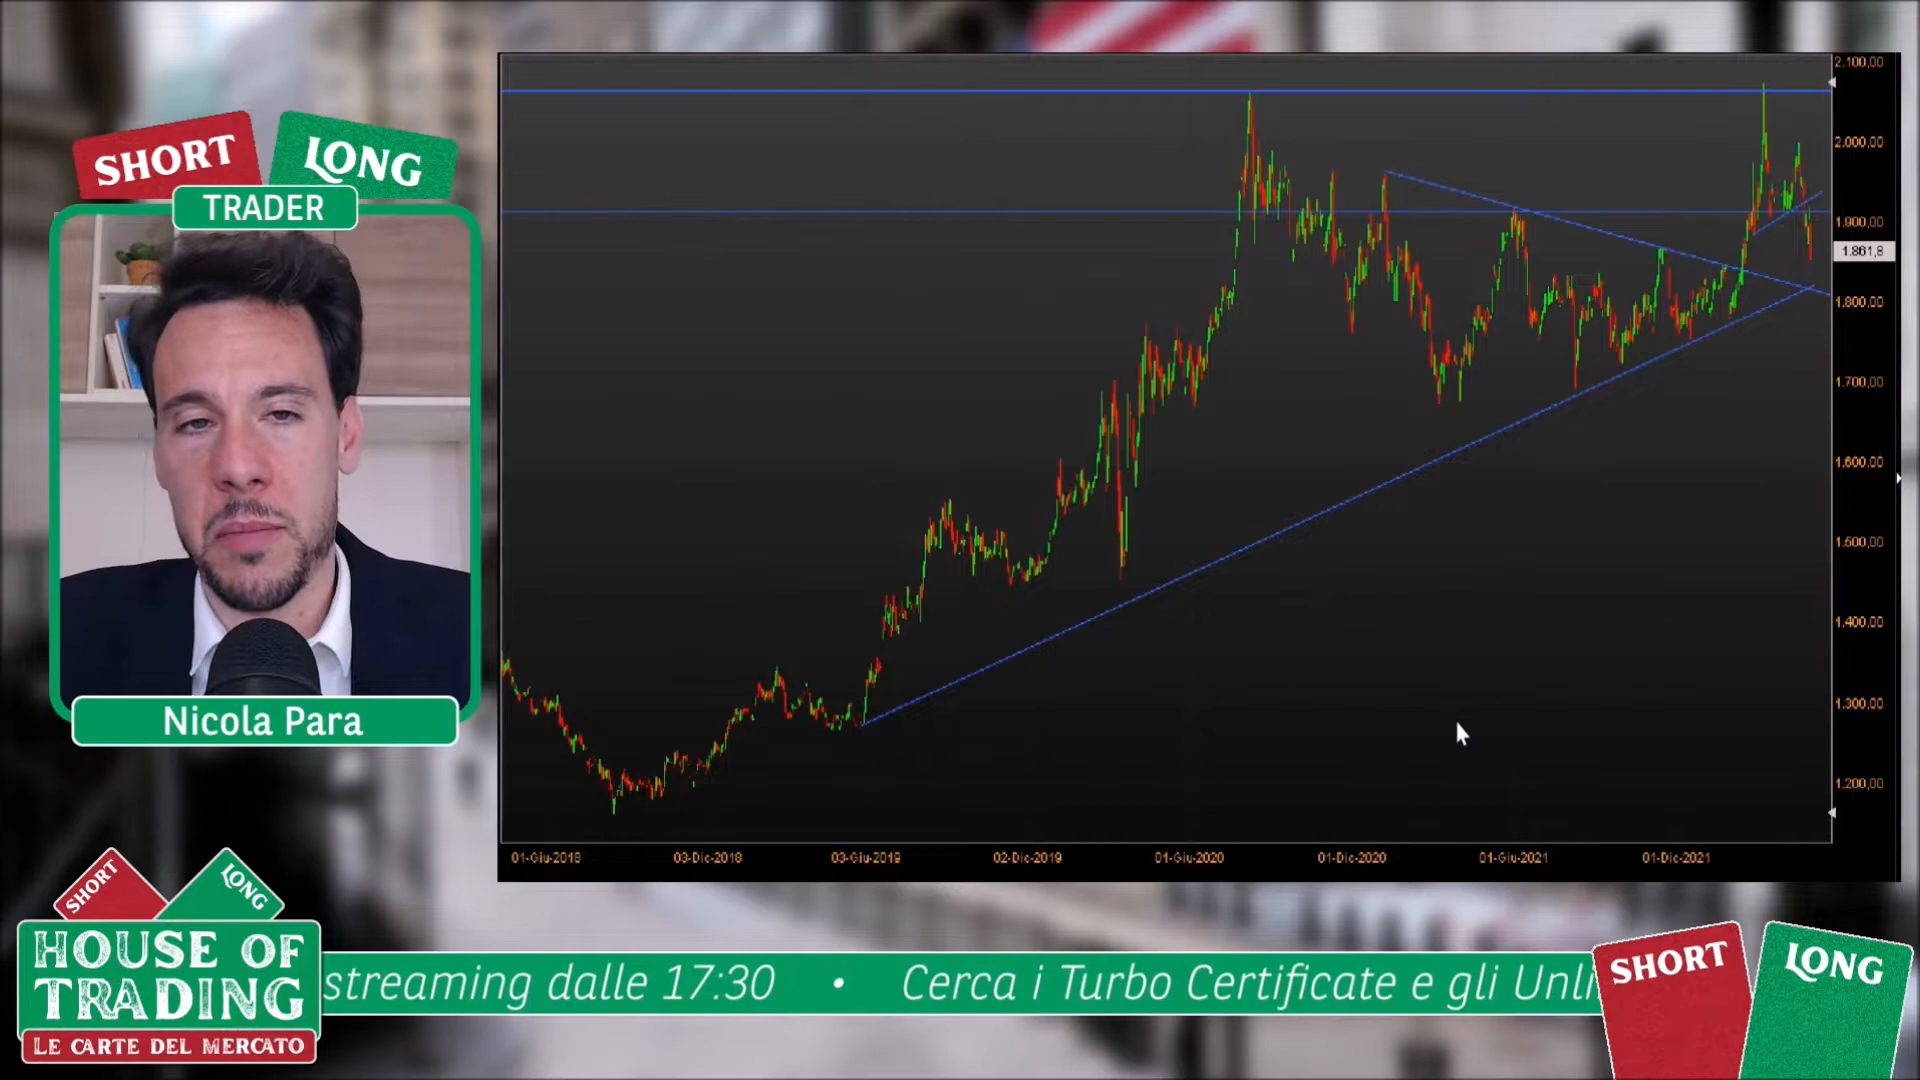 SHORT
LONG
TRADER
Nicola Para
2.100,00
2.000,00
1.900,00
1.861,8
1.800,00
1.700,00
1.600,00
1.500,00
1.400,00
1.300,00
1.200,00
01-Giu-2018
03-Dic-2018
03-Giu-2019
02-Dic-2019
01-Giu-2020
01-Dic-2020
01-Giu-2021
01-Dic-2021
SHORT
LONG
HOUSE OF
TRADING
LE CARTE DEL MERCATO
streaming dalle 17:30 • Cerca i Turbo Certificate e gli Unli
SHORT
LONG